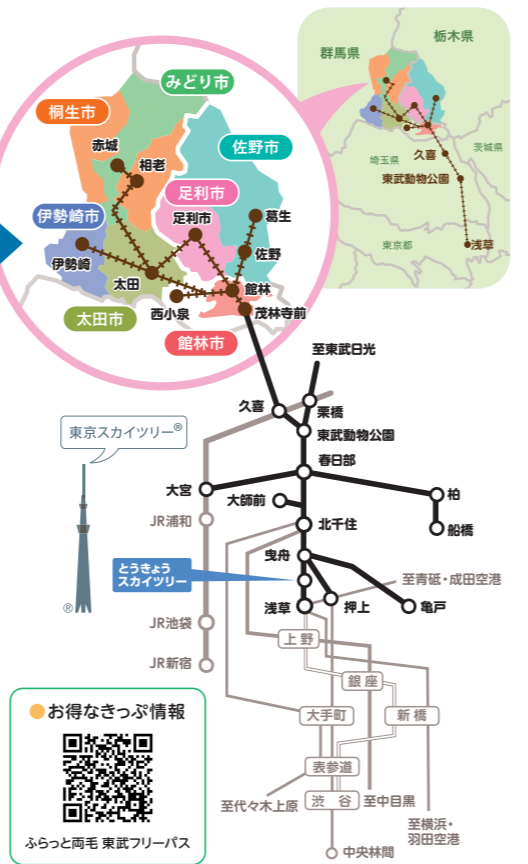 群馬県
栃木県
埼玉県
茨城県
久喜
東武動物公園
東京都
浅草
みどり市
桐生市
赤城
相老
佐野市
足利市
足利市
葛生
伊勢崎市
伊勢崎
佐野
太田
館林
西小泉
茂林寺前
太田市
館林市
至東武日光
久喜
栗橋
東武動物公園
東京スカイツリー®
春日部
大宮
大師前
柏
JR浦和
北千住
船橋
曳舟
とうきょう
スカイツリー
至青砥・成田空港
®
浅草
押上
亀戸
JR池袋
上野
JR新宿
銀座
大手町
新橋
表参道
至代々木上原
渋谷
至中目黒
至横浜・
羽田空港
中央林間
お得なきっぷ情報
ふらっと両毛 東武フリーパス